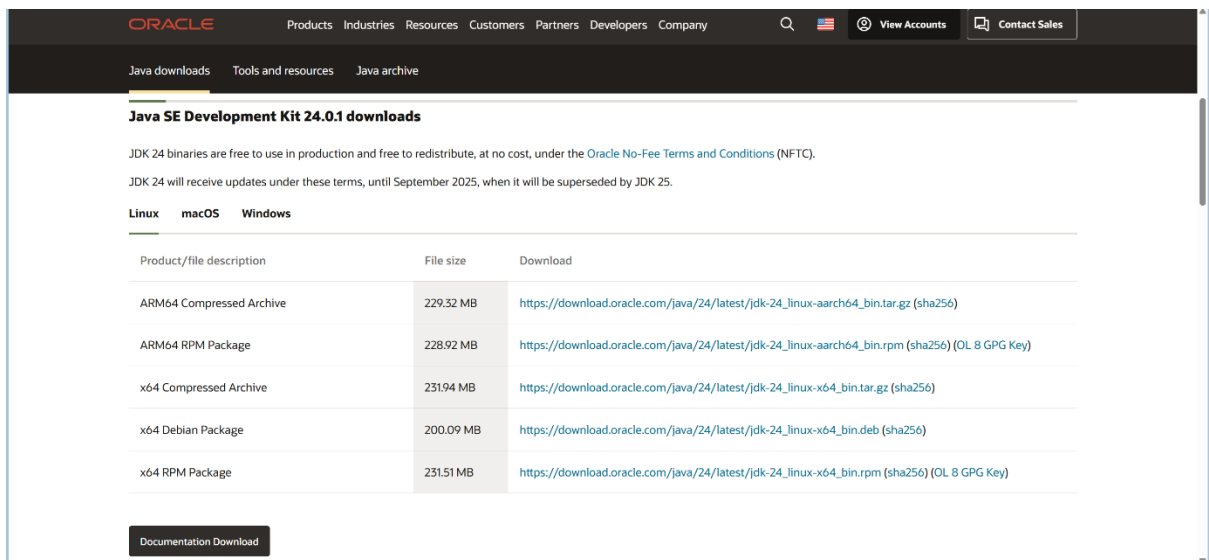 ORACLE Products Industries Resources Customers Partners Developers Company View Accounts Contact Sales
Java downloads Tools and resources Java archive
Java SE Development Kit 24.0.1 downloads
JDK 24 binaries are free to use in production and free to redistribute, at no cost, under the Oracle No-Fee Terms and Conditions (NFTC).
JDK 24 will receive updates under these terms, until September 2025, when it will be superseded by JDK 25.
Linux macOS Windows
Product/file description File size Download
ARM64 Compressed Archive 229.32 MB https://download.oracle.com/java/24/latest/jdk-24_linux-aarch64_bin.tar.gz (sha256)
ARM64 RPM Package 228.92 MB https://download.oracle.com/java/24/latest/jdk-24_linux-aarch64_bin.rpm (sha256) (OL 8 GPG Key)
x64 Compressed Archive 231.94 MB https://download.oracle.com/java/24/latest/jdk-24_linux-x64_bin.tar.gz (sha256)
x64 Debian Package 200.09 MB https://download.oracle.com/java/24/latest/jdk-24_linux-x64_bin.deb (sha256)
x64 RPM Package 231.51 MB https://download.oracle.com/java/24/latest/jdk-24_linux-x64_bin.rpm (sha256) (OL 8 GPG Key)
Documentation Download